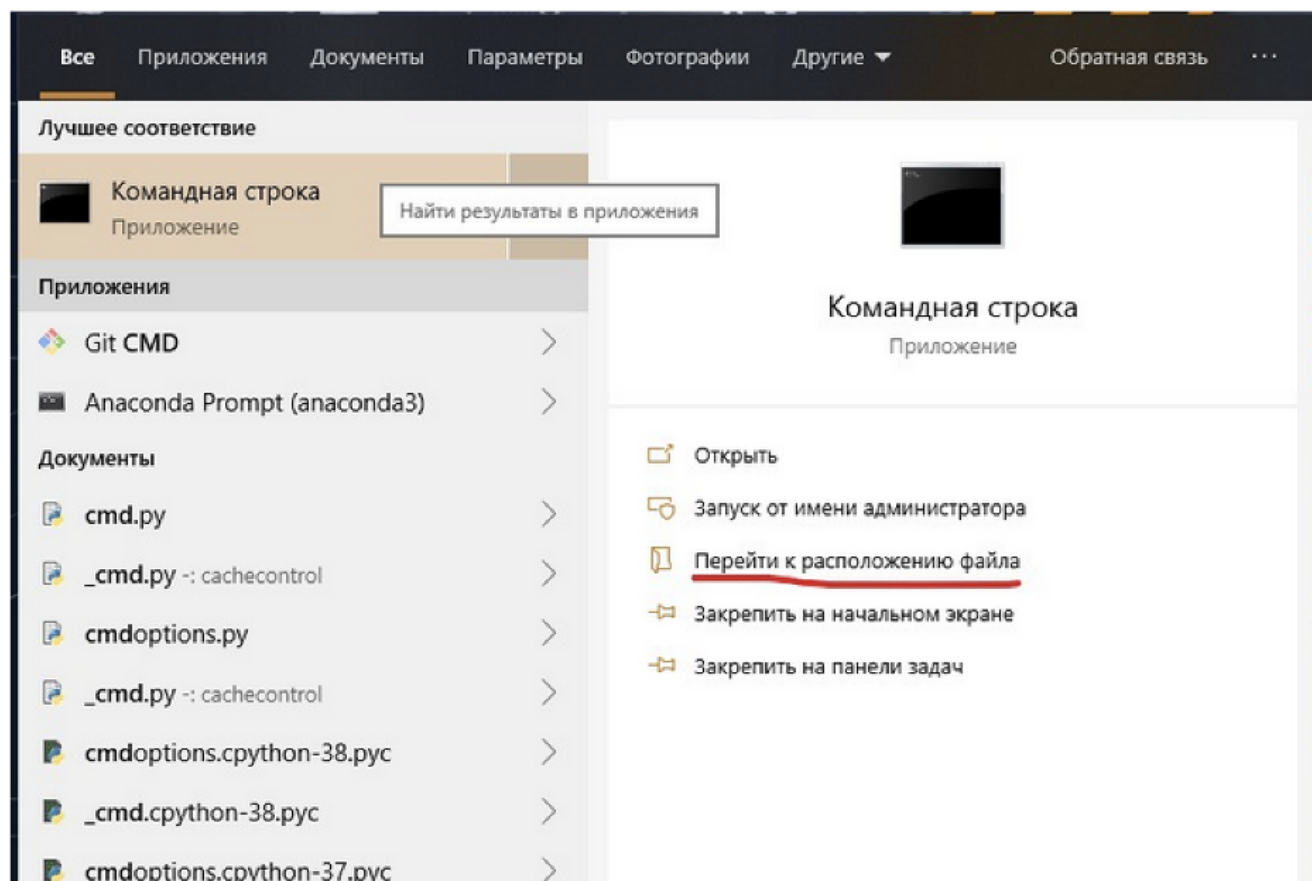 Все Приложения Документы Параметры Фотографии Другие Обратная связь ...
Лучшее соответствие
Командная строка
Приложение
Найти результаты в приложения
Приложения
Git CMD
Anaconda Prompt (anaconda3)
Документы
cmd.py
_cmd.py -: cachecontrol
cmdoptions.py
_cmd.py -: cachecontrol
cmdoptions.cpython-38.pyc
_cmd.cpython-38.pyc
cmdoptions.cpython-37.pyc
Командная строка
Приложение
Открыть
Запуск от имени администратора
Перейти к расположению файла
Закрепить на начальном экране
Закрепить на панели задач